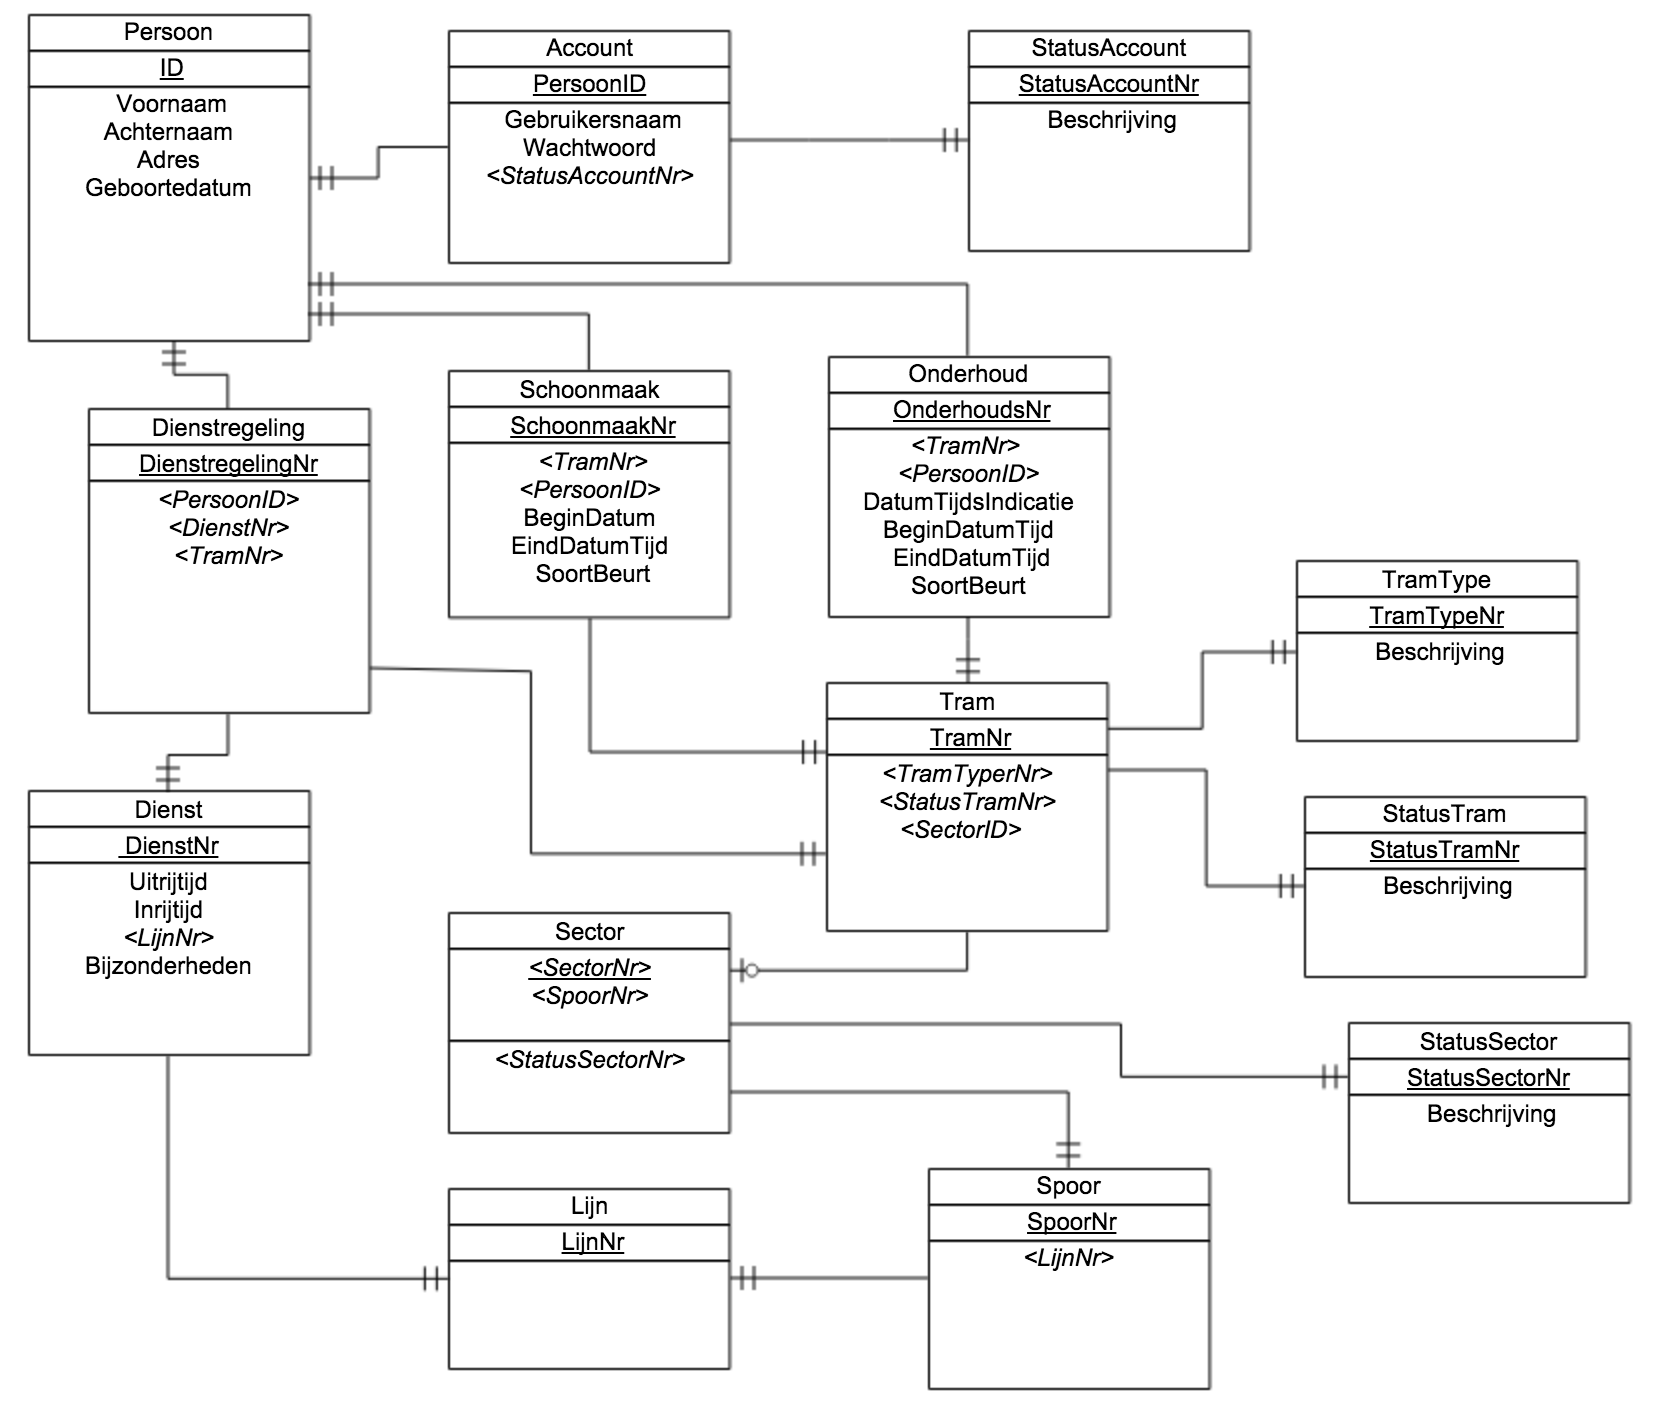 Persoon
ID
Voornaam
Achternaam
Adres
Geboortedatum
Account
PersoonID
Gebruikersnaam
Wachtwoord
<StatusAccountNr>
StatusAccount
StatusAccountNr
Beschrijving
Dienstregeling
DienstregelingNr
<PersoonID>
<DienstNr>
<TramNr>
Schoonmaak
SchoonmaakNr
<TramNr>
<PersoonID>
BeginDatum
EindDatumTijd
SoortBeurt
Onderhoud
OnderhoudsNr
<TramNr>
<PersoonID>
DatumTijdsIndicatie
BeginDatumTijd
EindDatumTijd
SoortBeurt
TramType
TramTypeNr
Beschrijving
Tram
TramNr
<TramTyperNr>
<StatusTramNr>
<SectorID>
StatusTram
StatusTramNr
Beschrijving
Dienst
DienstNr
Uitrijtijd
Inrijtijd
<LijnNr>
Bijzonderheden
Sector
<SectorNr>
<SpoorNr>
<StatusSectorNr>
StatusSector
StatusSectorNr
Beschrijving
Lijn
LijnNr
Spoor
SpoorNr
<LijnNr>